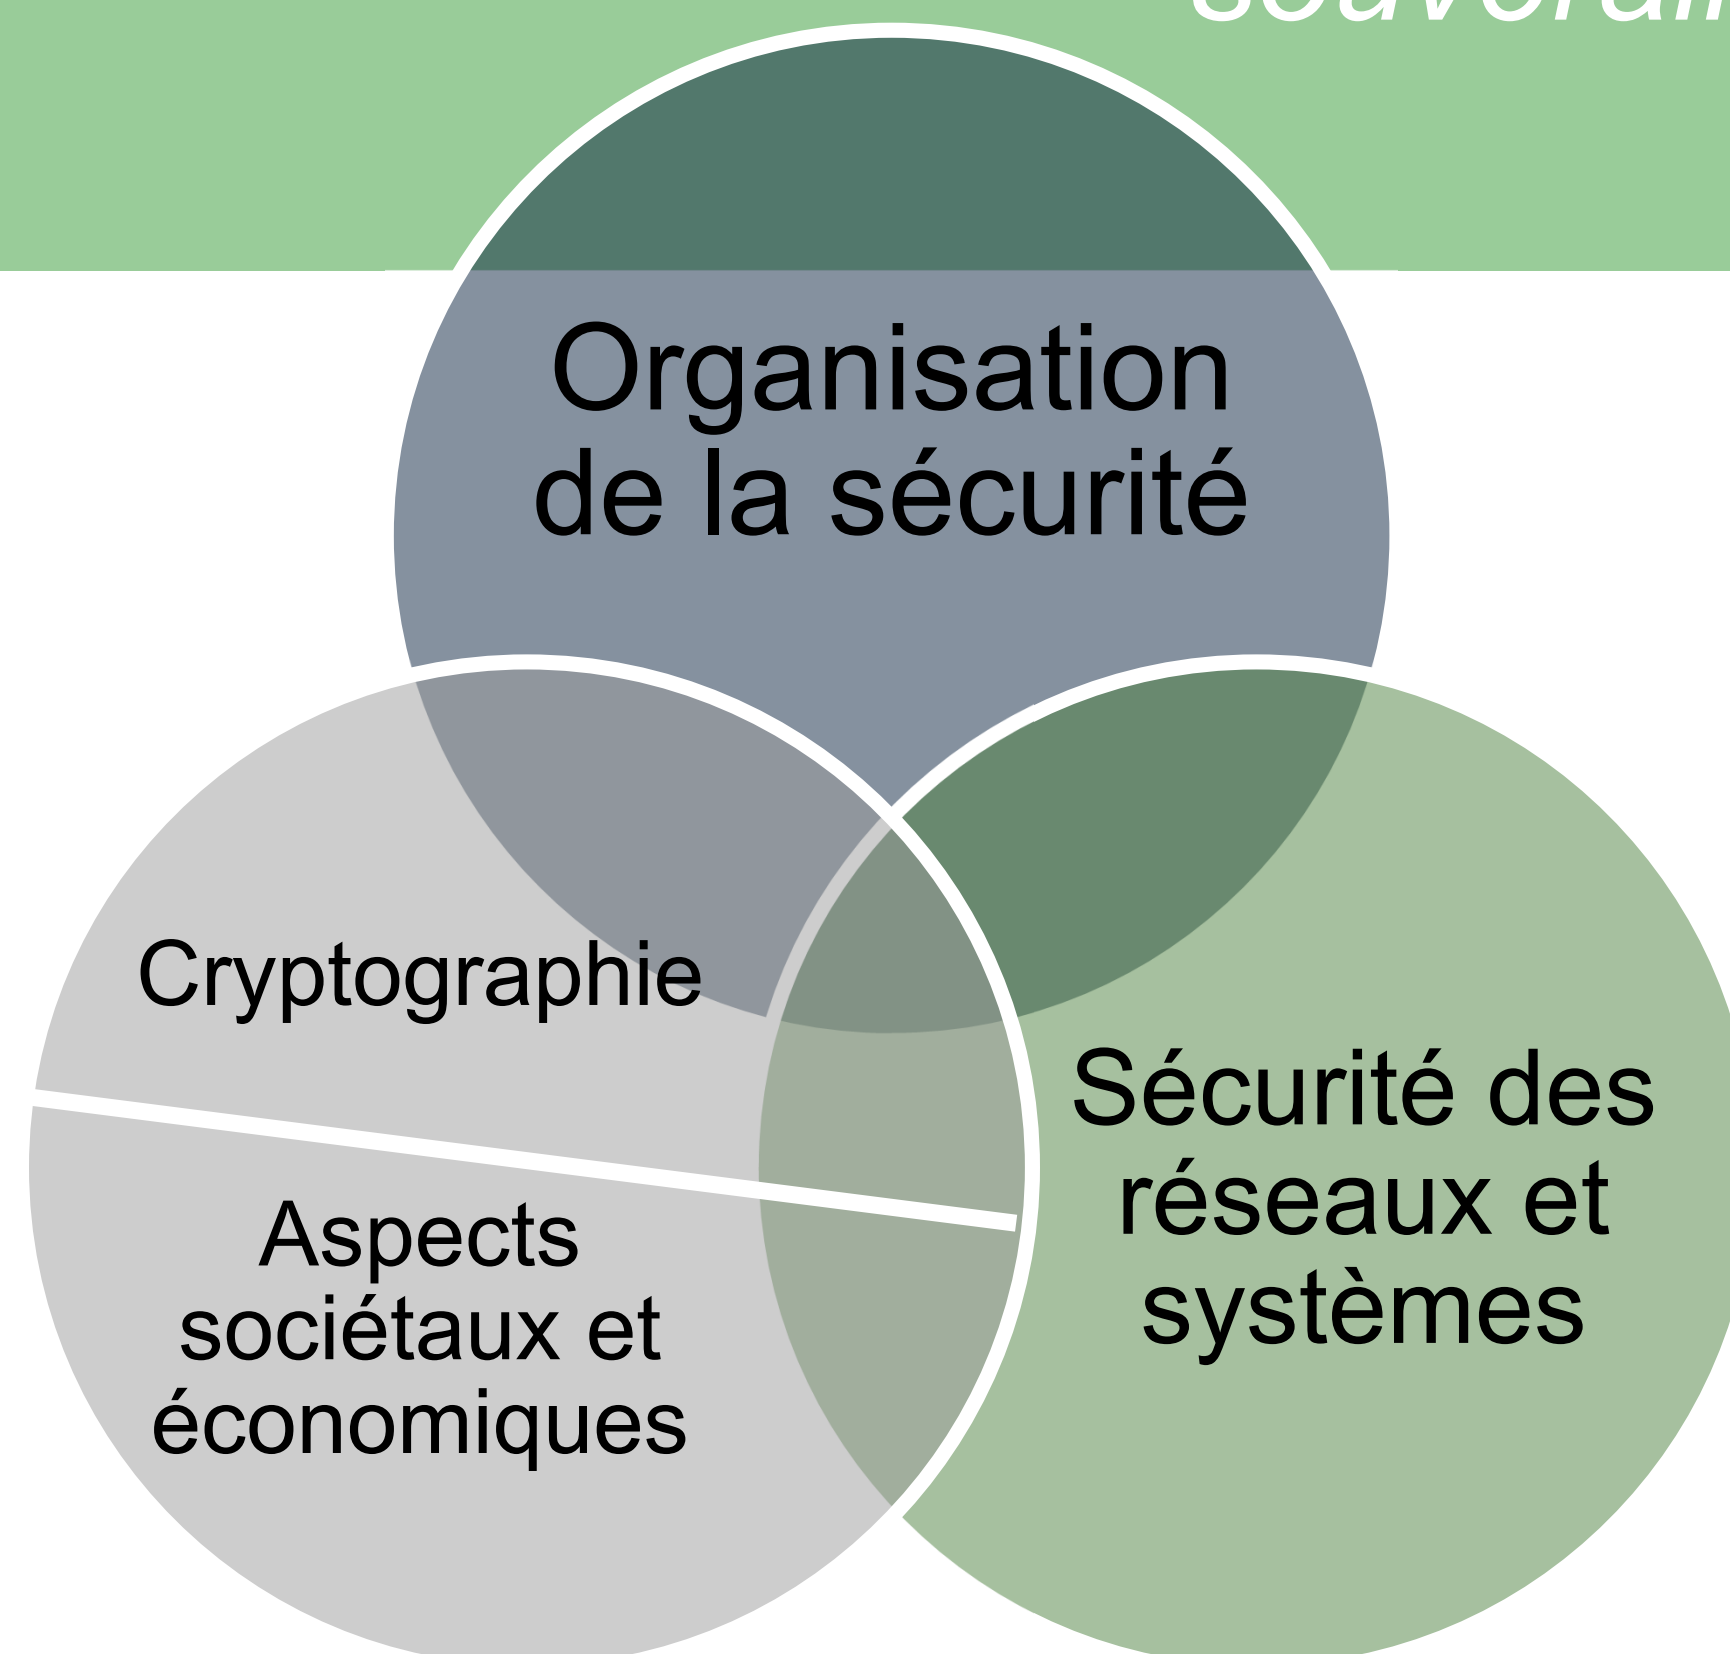 Organisation
de la sécurité
Cryptographie
Aspects
sociétaux et
économiques
Sécurité des
réseaux et
systèmes